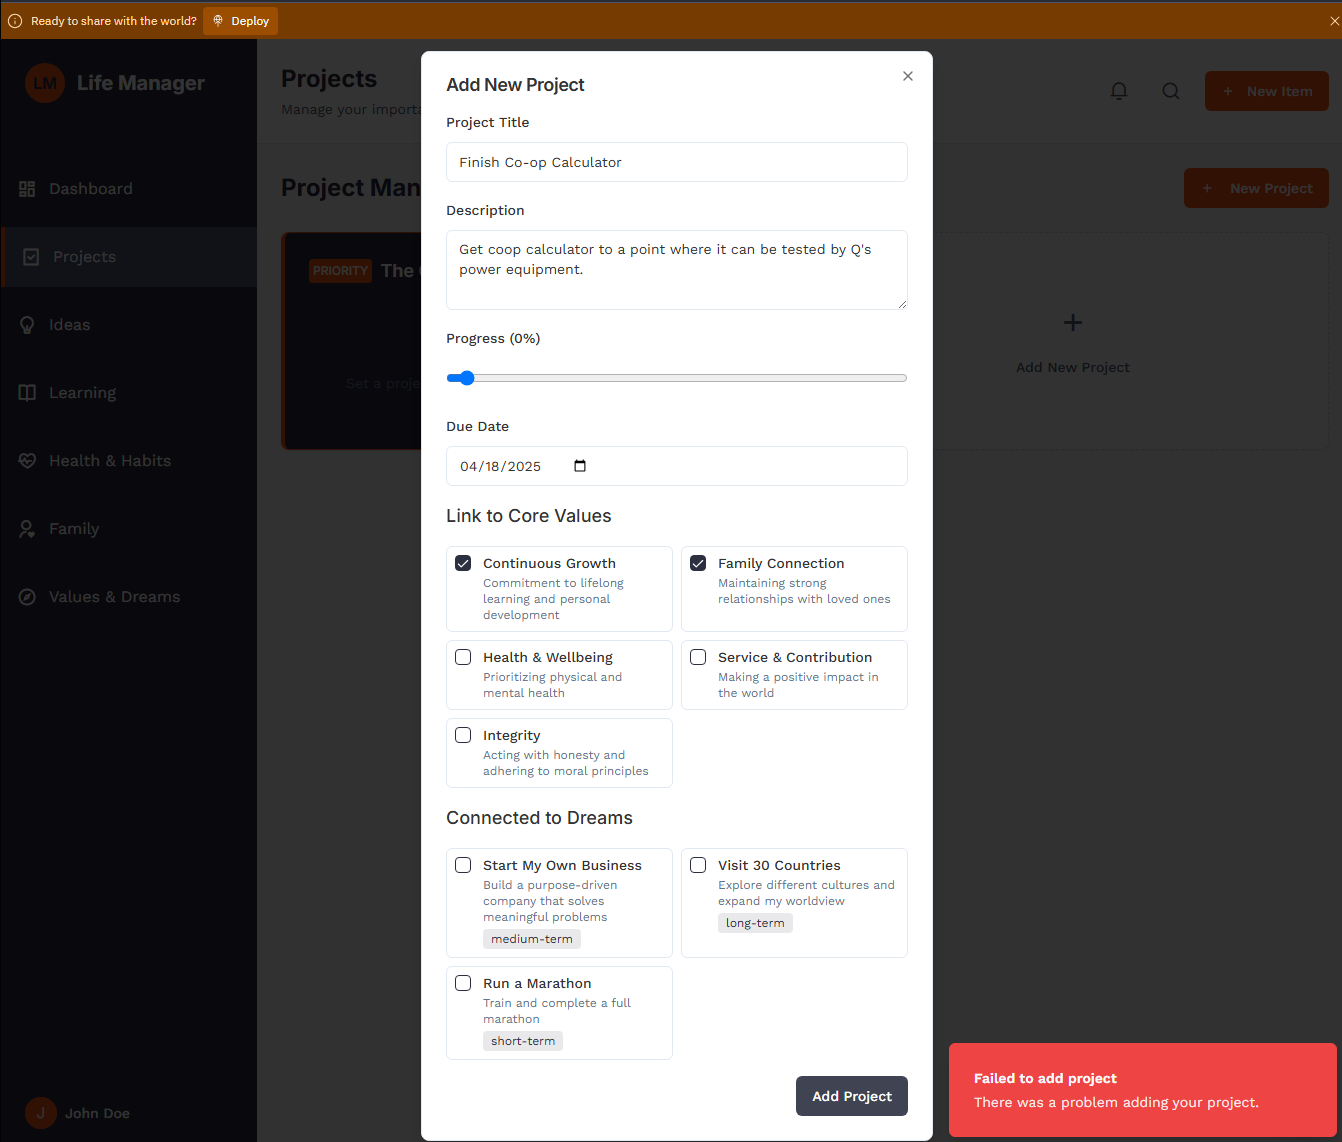 Ready to share with the world?
Deploy
LM
Life Manager
Dashboard
Projects
Ideas
Learning
Health & Habits
Family
Values & Dreams
J
John Doe
Projects
Manage your importa
New Item
Project Man
New Project
PRIORITY
The
Set a proje
Add New Project
Add New Project
Project Title
Finish Co-op Calculator
Description
Get coop calculator to a point where it can be tested by Q's
power equipment.
Progress (0%)
Due Date
04/18/2025
Link to Core Values
Continuous Growth
Commitment to lifelong
learning and personal
development
Family Connection
Maintaining strong
relationships with loved ones
Health & Wellbeing
Prioritizing physical and
mental health
Service & Contribution
Making a positive impact in
the world
Integrity
Acting with honesty and
adhering to moral principles
Connected to Dreams
Start My Own Business
Build a purpose-driven
company that solves
meaningful problems
medium-term
Visit 30 Countries
Explore different cultures and
expand my worldview
long-term
Run a Marathon
Train and complete a full
marathon
short-term
Add Project
Failed to add project
There was a problem adding your project.